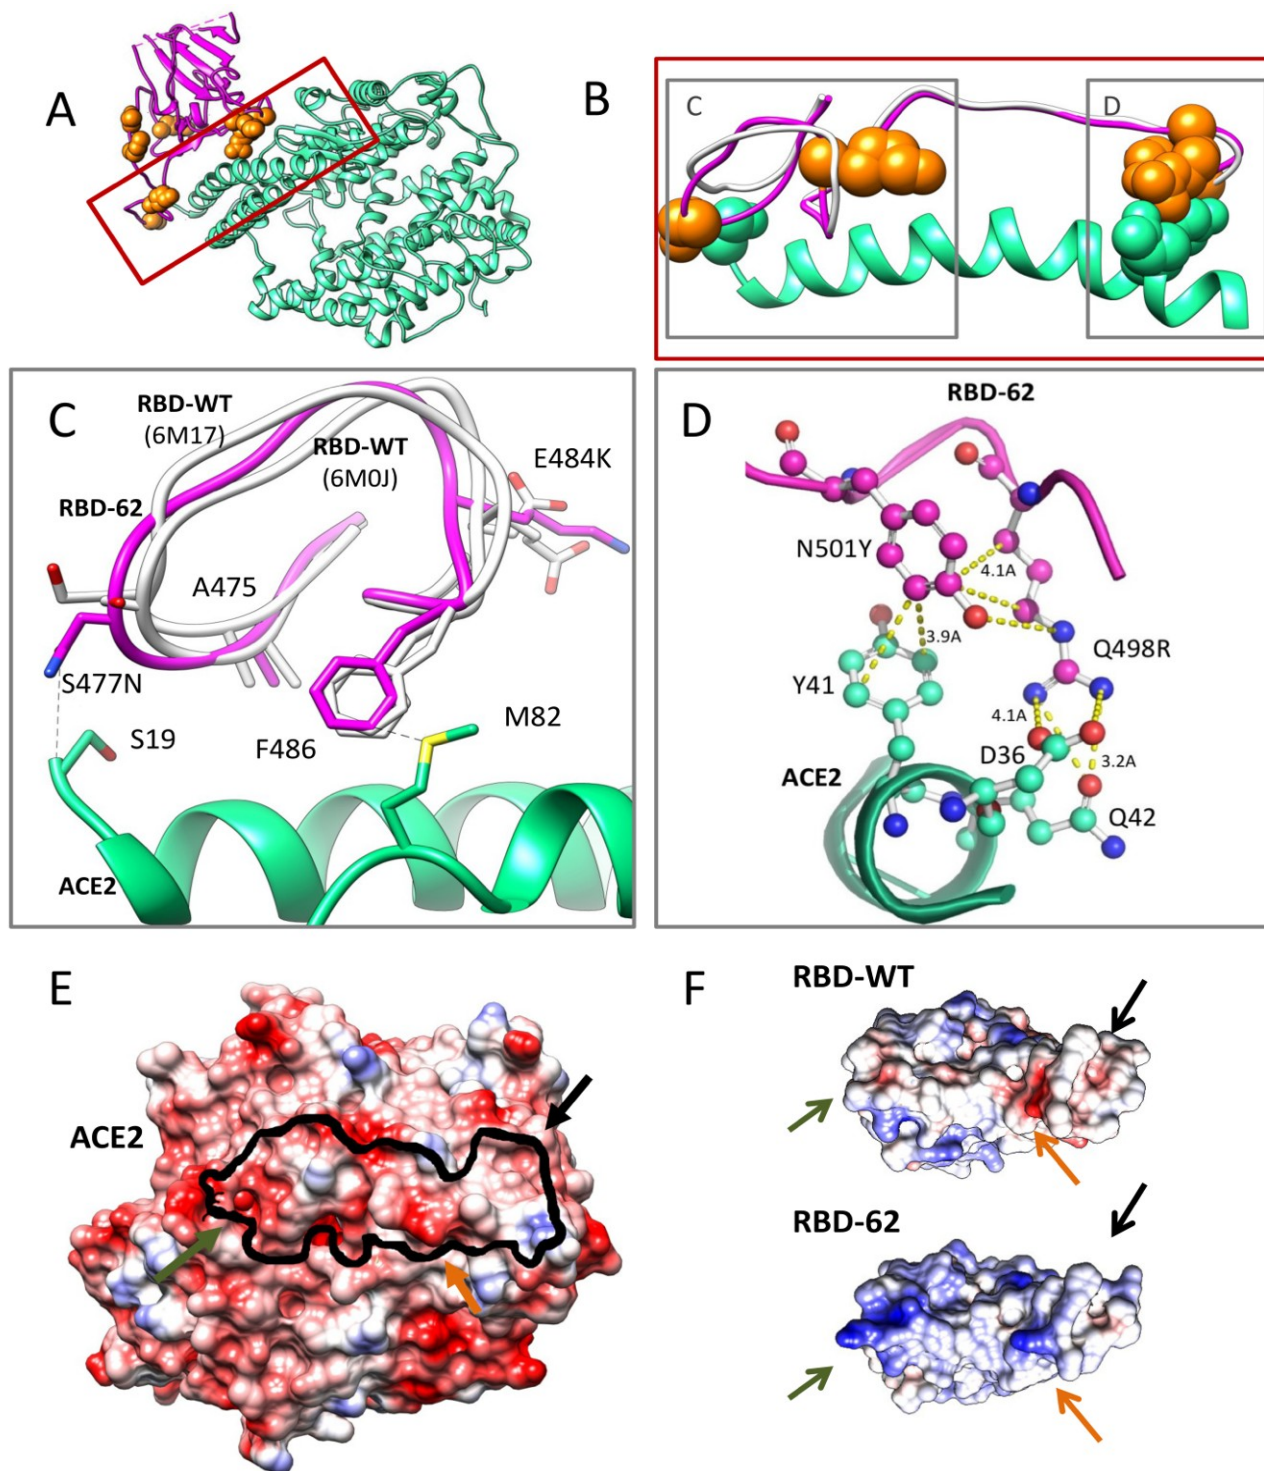 A
B
C
D
C
RBD-WT
(6M17)
RBD-WT
(6M0J)
E484K
RBD-62
A475
S477N
S19
F486
M82
ACE2
D
RBD-62
N501Y
4.1A
3.9A
Y41
Q498R
4.1A
D36
3.2A
ACE2
Q42
E
ACE2
F
RBD-WT
RBD-62